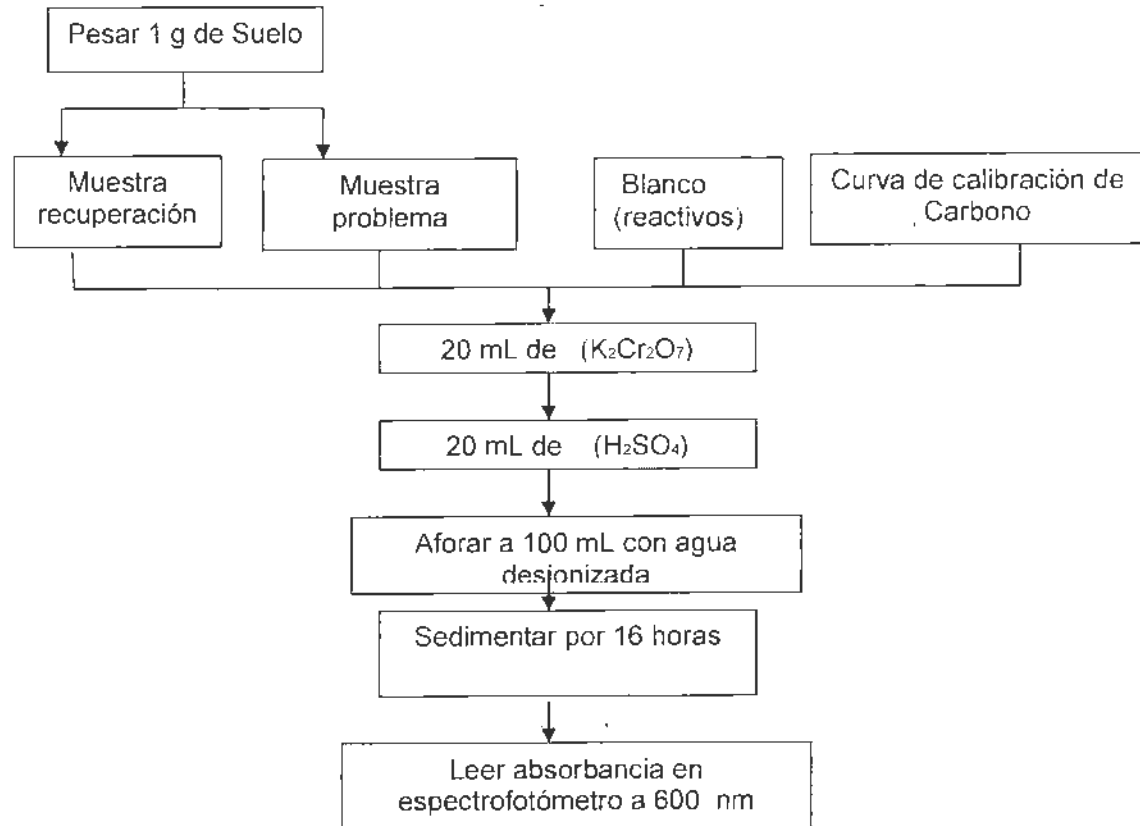 Pesar 1 g de Suelo
Muestra
recuperación
Muestra
problema
Blanco
(reactivos)
Curva de calibración de
Carbono
20 mL de (K₂Cr₂O₇)
20 mL de (H₂SO₄)
Aforar a 100 mL con agua
desionizada
Sedimentar por 16 horas
Leer absorbancia en
espectrofotómetro a 600 nm